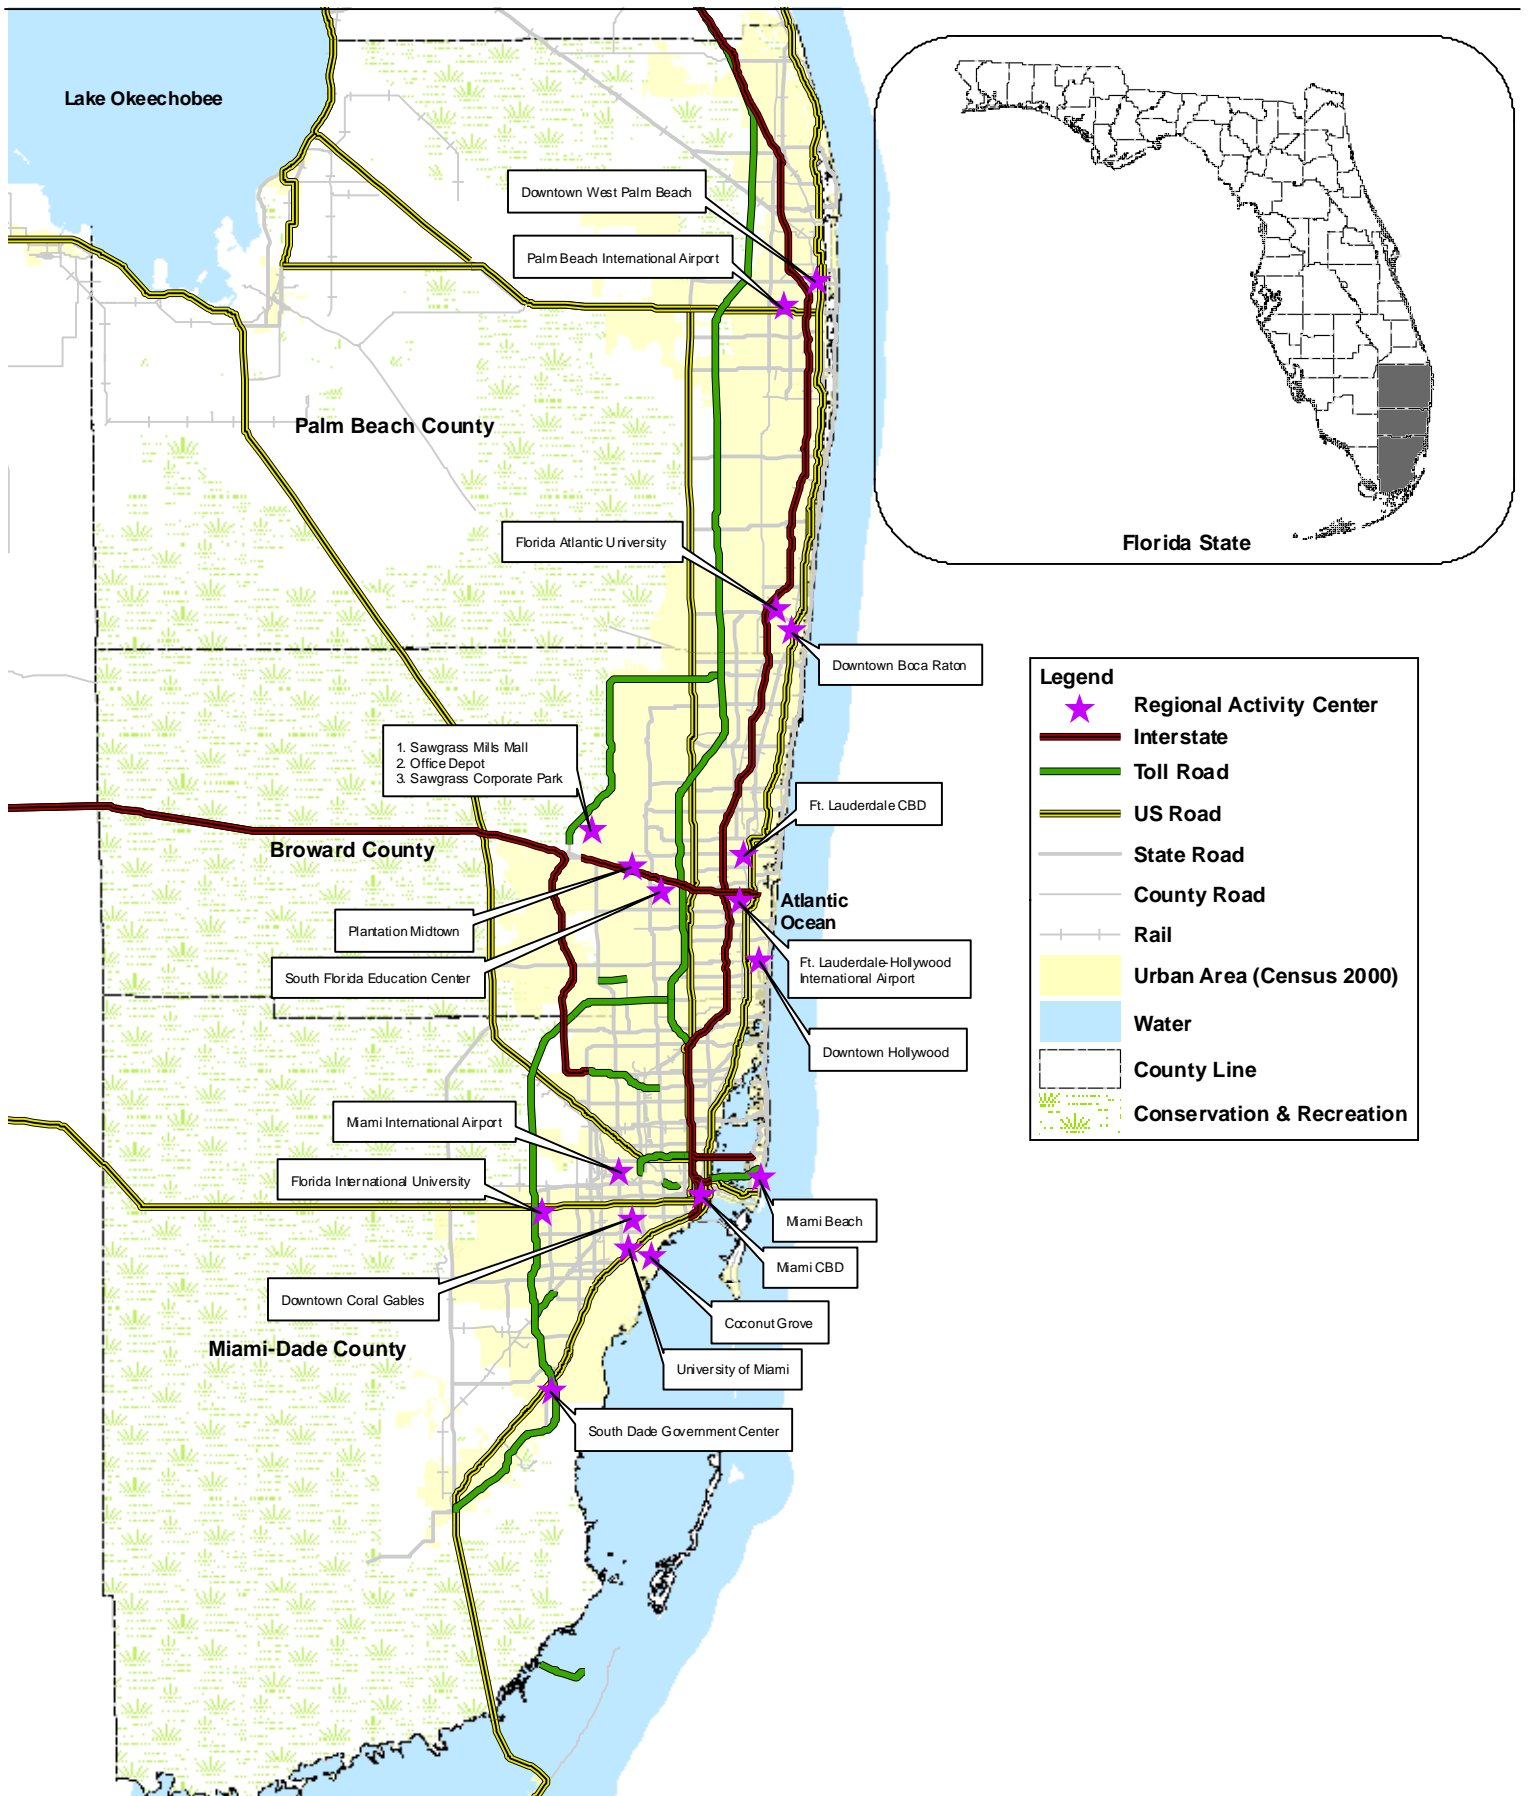 Lake Okeechobee
Downtown West Palm Beach
Palm Beach International Airport
Palm Beach County
Florida Atlantic University
Downtown Boca Raton
Florida State
1. Sawgrass Mills Mall
2. Office Depot
3. Sawgrass Corporate Park
Ft. Lauderdale CBD
Broward County
Atlantic
Ocean
Plantation Midtown
South Florida Education Center
Ft. Lauderdale-Hollywood
International Airport
Downtown Hollywood
Miami International Airport
Florida International University
Miami Beach
Miami CBD
Downtown Coral Gables
Coconut Grove
Miami-Dade County
University of Miami
South Dade Government Center
Legend
Regional Activity Center
Interstate
Toll Road
US Road
State Road
County Road
Rail
Urban Area (Census 2000)
Water
County Line
Conservation & Recreation